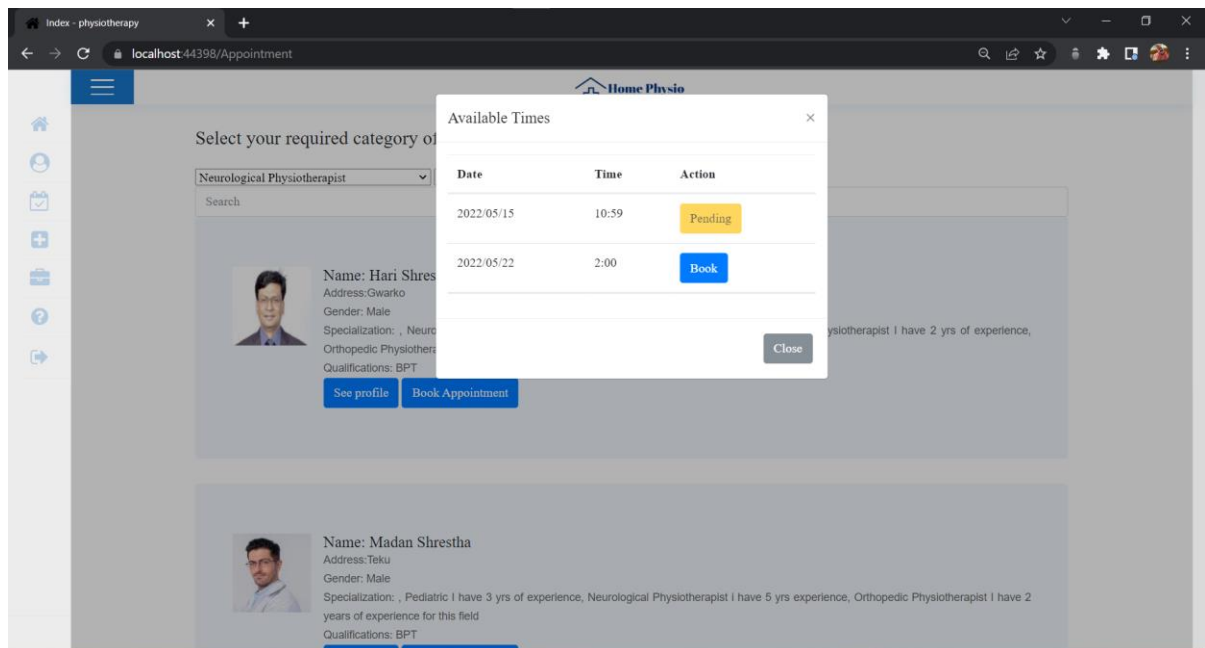 Index - physiotherapy
localhost:44398/Appointment
Home Physio
Available Times
×
Select your required category of
Date Time Action
Neurological Physiotherapist
Search
2022/05/15 10:59 Pending
2022/05/22 2:00 Book
Close
Name: Hari Shres
Address:Gwarko
Gender: Male
Specialization: , Neuro ysiotherapist I have 2 yrs of experience,
Orthopedic Physiothera
Qualifications: BPT
See profile Book Appointment
Name: Madan Shrestha
Address:Teku
Gender: Male
Specialization: , Pediatric I have 3 yrs of experience, Neurological Physiotherapist i have 5 yrs experience, Orthopedic Physiotherapist I have 2
years of experience for this field
Qualifications: BPT